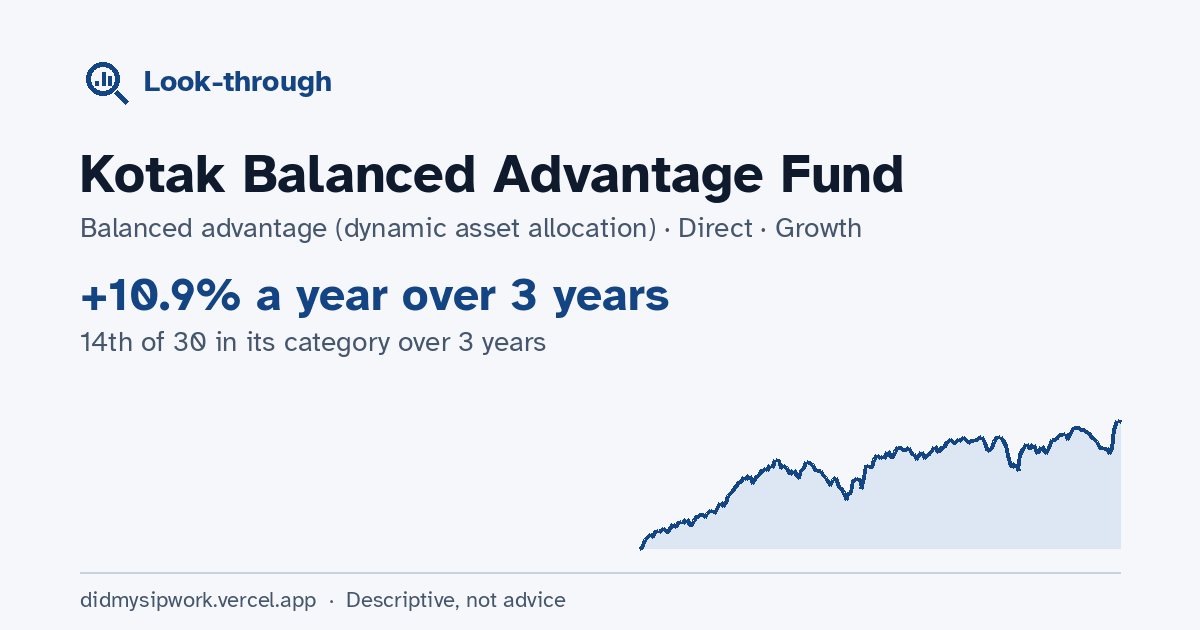 Look-through
Kotak Balanced Advantage Fund
Balanced advantage (dynamic asset allocation) · Direct · Growth
+10.9% a year over 3 years
14th of 30 in its category over 3 years
didmysipwork.vercel.app · Descriptive, not advice